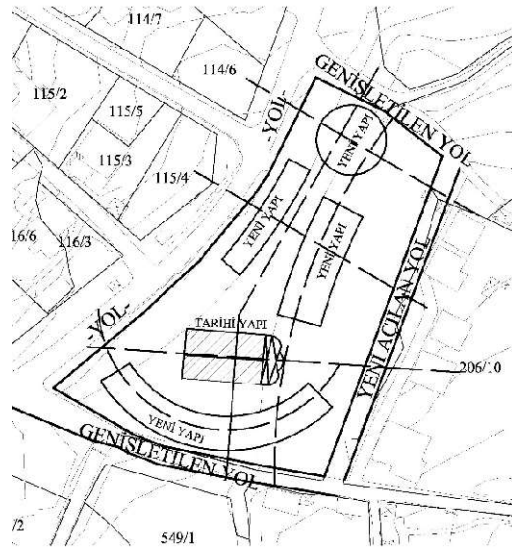 114/7
GENİŞLETİLEN YOL
114/6
115/2
115/5
-YOL-
YENİ YAPI
115/3
115/4
YENİ YAPI
16/6
116/3
YENİ YAPI
YENİ AÇILAN YOL
-YOL-
TARİHİ YAPI
206/10
YENİ YAPI
GENİŞLETİLEN YOL
/2
549/1